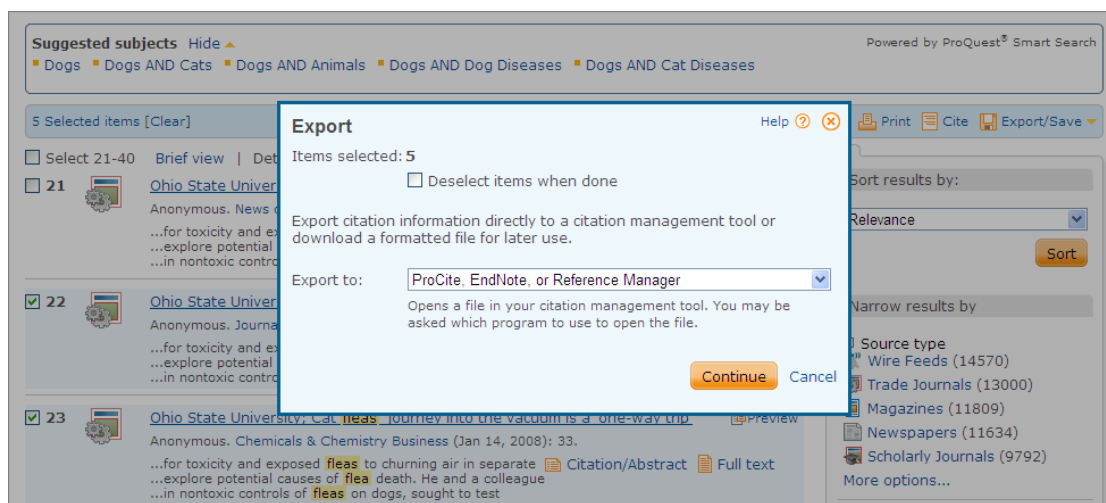 Suggested subjects Hide
Powered by ProQuest® Smart Search
Dogs Dogs AND Cats Dogs AND Animals Dogs AND Dog Diseases Dogs AND Cat Diseases
5 Selected items [Clear]
Print Cite Export/Save
Select 21-40 Brief view |
21 Ohio State
Anonymous. News
...for toxicity and
...explore potential
...in nontoxic
22 Ohio State
Anonymous.
...for toxicity and
...explore potential
...in nontoxic
23 Ohio State University; Cat fleas' journey into the vacuum is a 'one-way trip'
Preview
Anonymous. Chemicals & Chemistry Business (Jan 14, 2008): 33.
...for toxicity and exposed fleas to churning air in separate
Citation/Abstract Full text
...explore potential causes of flea death. He and a colleague
...in nontoxic controls of fleas on dogs, sought to test
Export
Help ?
Items selected: 5
Deselect items when done
Export citation information directly to a citation management tool or
download a formatted file for later use.
Export to: ProCite, EndNote, or Reference Manager
Opens a file in your citation management tool. You may be
asked which program to use to open the file.
Continue Cancel
Sort results by:
Relevance
Sort
Narrow results by
Source type
Wire Feeds (14570)
Trade Journals (13000)
Magazines (11809)
Newspapers (11634)
Scholarly Journals (9792)
More options...